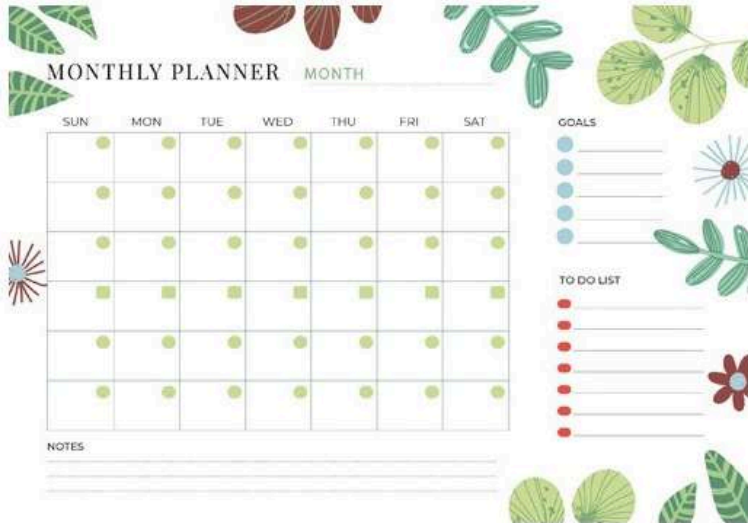 MONTHLY PLANNER MONTH
SUN MON TUE WED THU FRI SAT
GOALS
TO DO LIST
NOTES